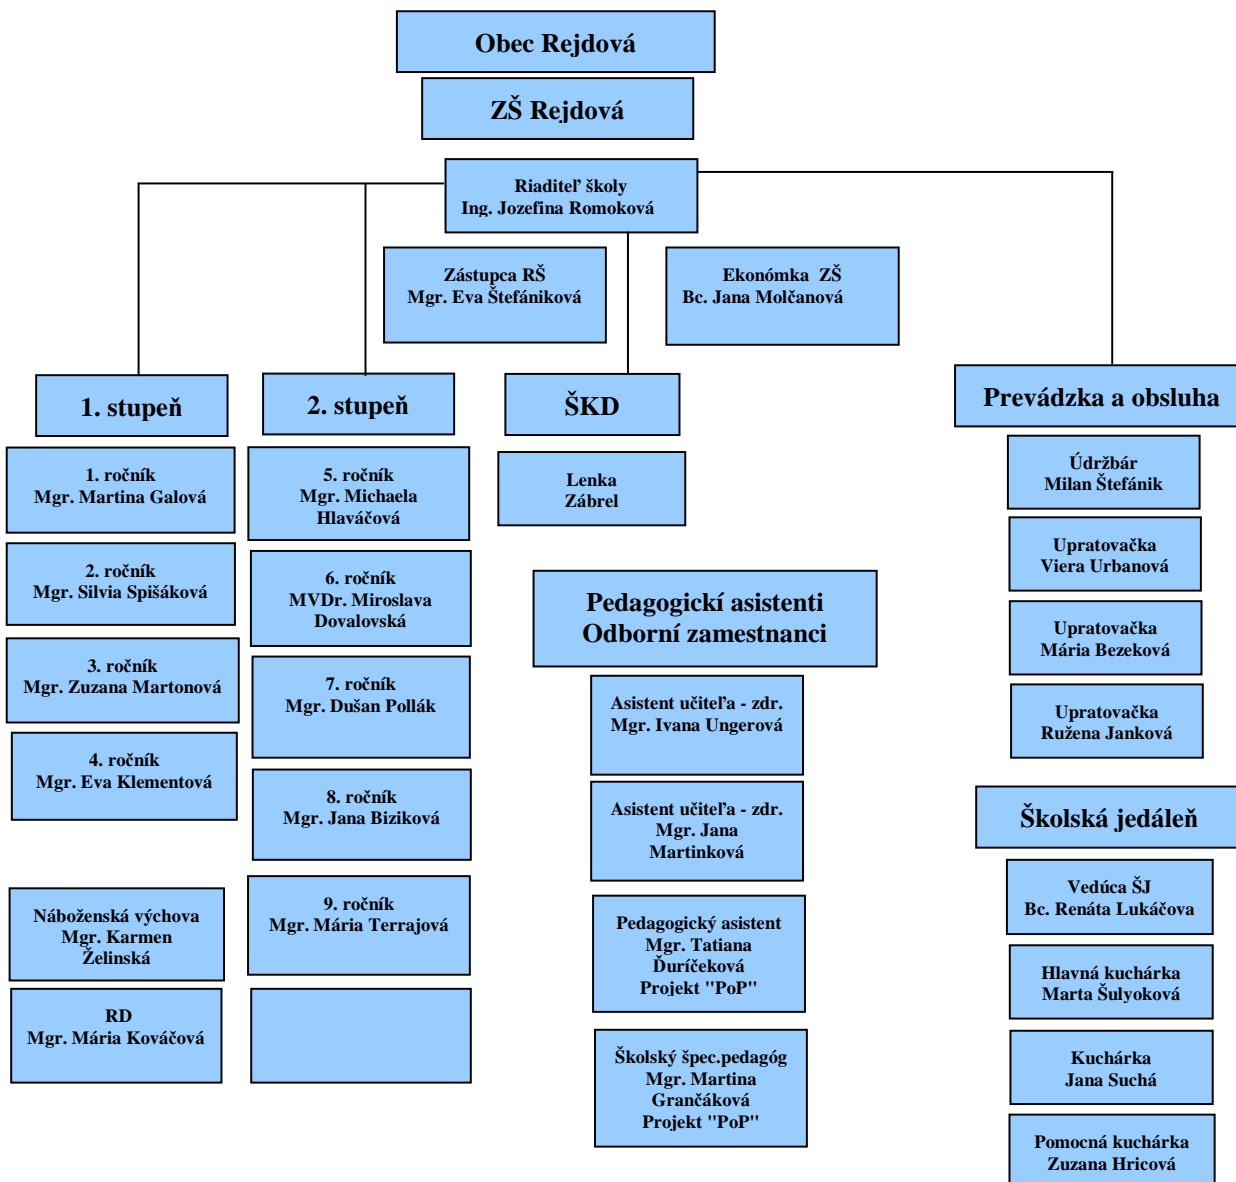 Obec Rejdová
ZŠ Rejdová
Riaditeľ školy
Ing. Jozefina Romoková
Zástupca RŠ
Mgr. Eva Štefániková
Ekonómka  ZŠ
Bc. Jana Molčanová
1. stupeň
1. ročník
Mgr. Martina Galová
2. ročník
Mgr. Silvia Spišáková
3. ročník
Mgr. Zuzana Martonová
4. ročník
Mgr. Eva Klementová
Náboženská výchova
Mgr. Karmen
Želinská
RD
Mgr. Mária Kováčová
2. stupeň
5. ročník
Mgr. Michaela
Hlaváčová
6. ročník
MVDr. Miroslava
Dovalovská
7. ročník
Mgr. Dušan Pollák
8. ročník
Mgr. Jana Biziková
9. ročník
Mgr. Mária Terrajová
ŠKD
Lenka
Zábrel
Pedagogickí asistenti
Odborní zamestnanci
Asistent učiteľa - zdr.
Mgr. Ivana Ungerová
Asistent učiteľa - zdr.
Mgr. Jana
Martinková
Pedagogický asistent
Mgr. Tatiana
Ďuríčeková
Projekt "PoP"
Školský špec.pedagóg
Mgr. Martina
Grančáková
Projekt "PoP"
Prevádzka a obsluha
Údržbár
Milan Štefánik
Upratovačka
Viera Urbanová
Upratovačka
Mária Bezeková
Upratovačka
Ružena Janková
Školská jedáleň
Vedúca ŠJ
Bc. Renáta Lukáčova
Hlavná kuchárka
Marta Šulyoková
Kuchárka
Jana Suchá
Pomocná kuchárka
Zuzana Hricová